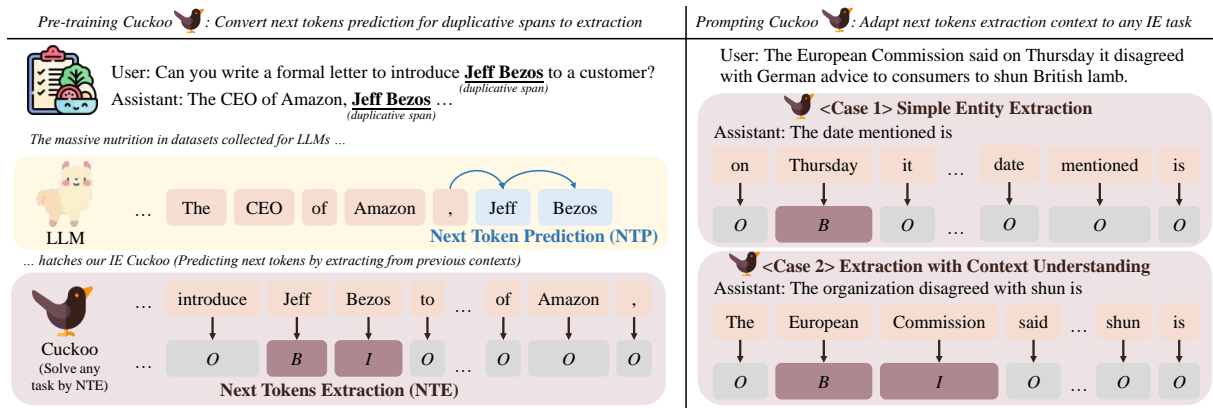 Pre-training Cuckoo : Convert next tokens prediction for duplicative spans to extraction
User: Can you write a formal letter to introduce Jeff Bezos to a customer?
(duplicative span)
Assistant: The CEO of Amazon, Jeff Bezos …
(duplicative span)
The massive nutrition in datasets collected for LLMs …
… The CEO of Amazon , Jeff Bezos
LLM
Next Token Prediction (NTP)
… hatches our IE Cuckoo (Predicting next tokens by extracting from previous contexts)
… introduce Jeff Bezos to … of Amazon ,
Cuckoo
(Solve any
task by NTE)
… O B I O … O O O
Next Tokens Extraction (NTE)
Prompting Cuckoo : Adapt next tokens extraction context to any IE task
User: The European Commission said on Thursday it disagreed
with German advice to consumers to shun British lamb.
<Case 1> Simple Entity Extraction
Assistant: The date mentioned is
on Thursday it … date mentioned is
O B O … O O O
<Case 2> Extraction with Context Understanding
Assistant: The organization disagreed with shun is
The European Commission said … shun is
O B I O … O O